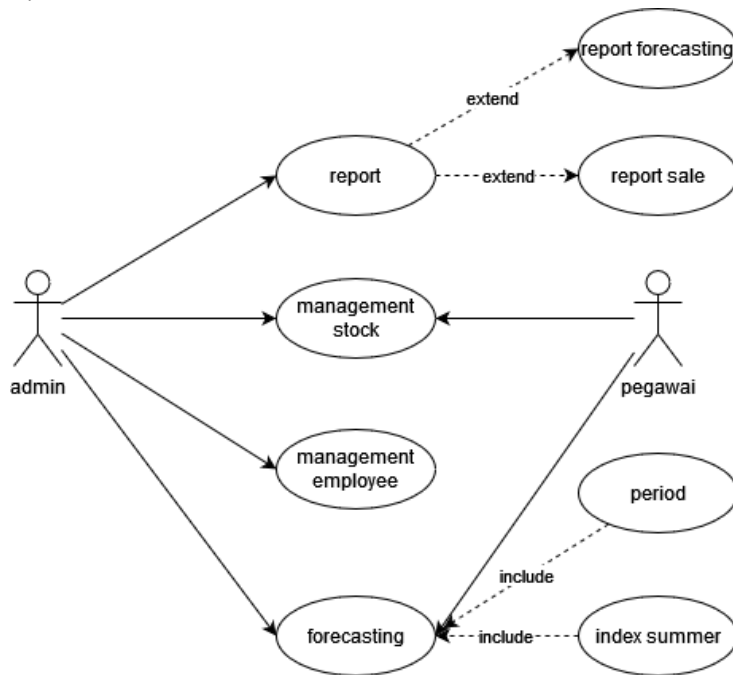 report forecasting
extend
report
extend
report sale
management
stock
admin
pegawai
management
employee
period
include
forecasting
include
index summer